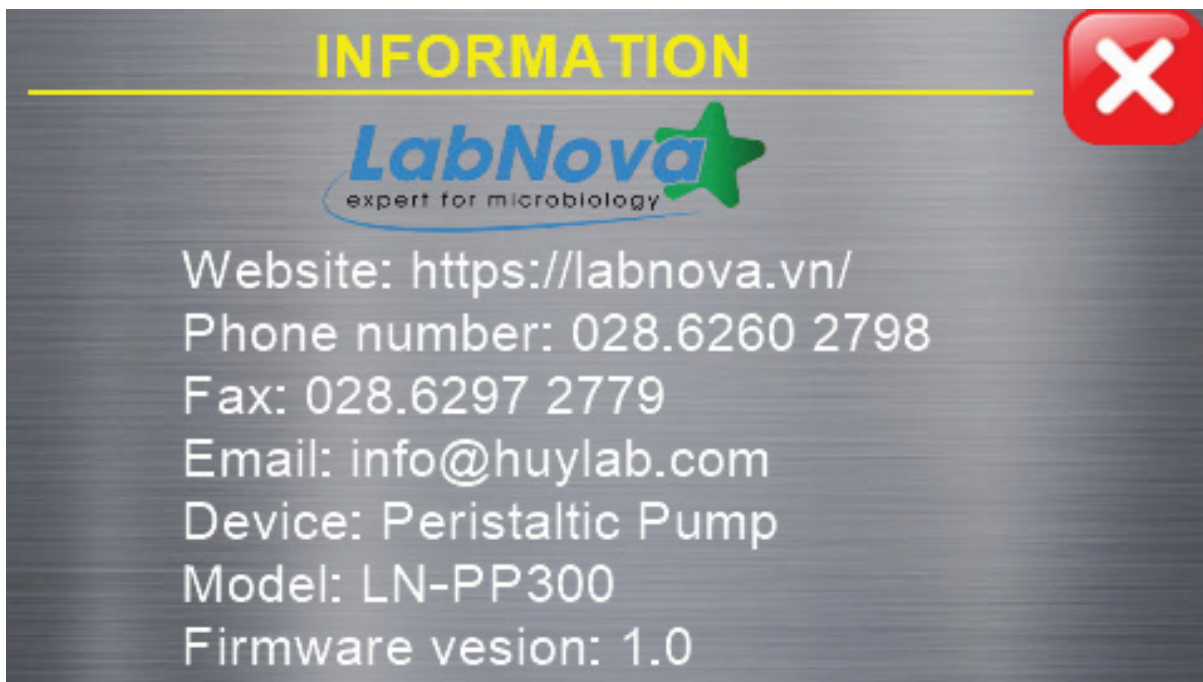 INFORMATION
LabNova
expert for microbiology
Website: https://labnova.vn/
Phone number: 028.6260 2798
Fax: 028.6297 2779
Email: info@huylab.com
Device: Peristaltic Pump
Model: LN-PP300
Firmware vesion: 1.0